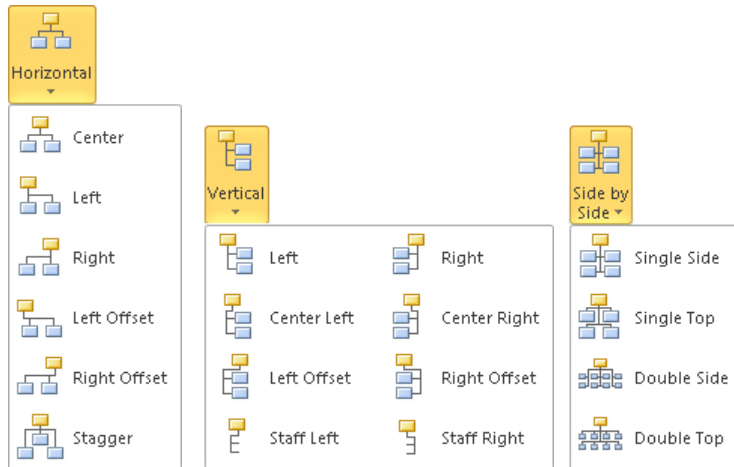 Horizontal
Center
Left
Right
Left Offset
Right Offset
Stagger
Vertical
Left
Right
Center Left
Center Right
Left Offset
Right Offset
Staff Left
Staff Right
Side by
Side
Single Side
Single Top
Double Side
Double Top